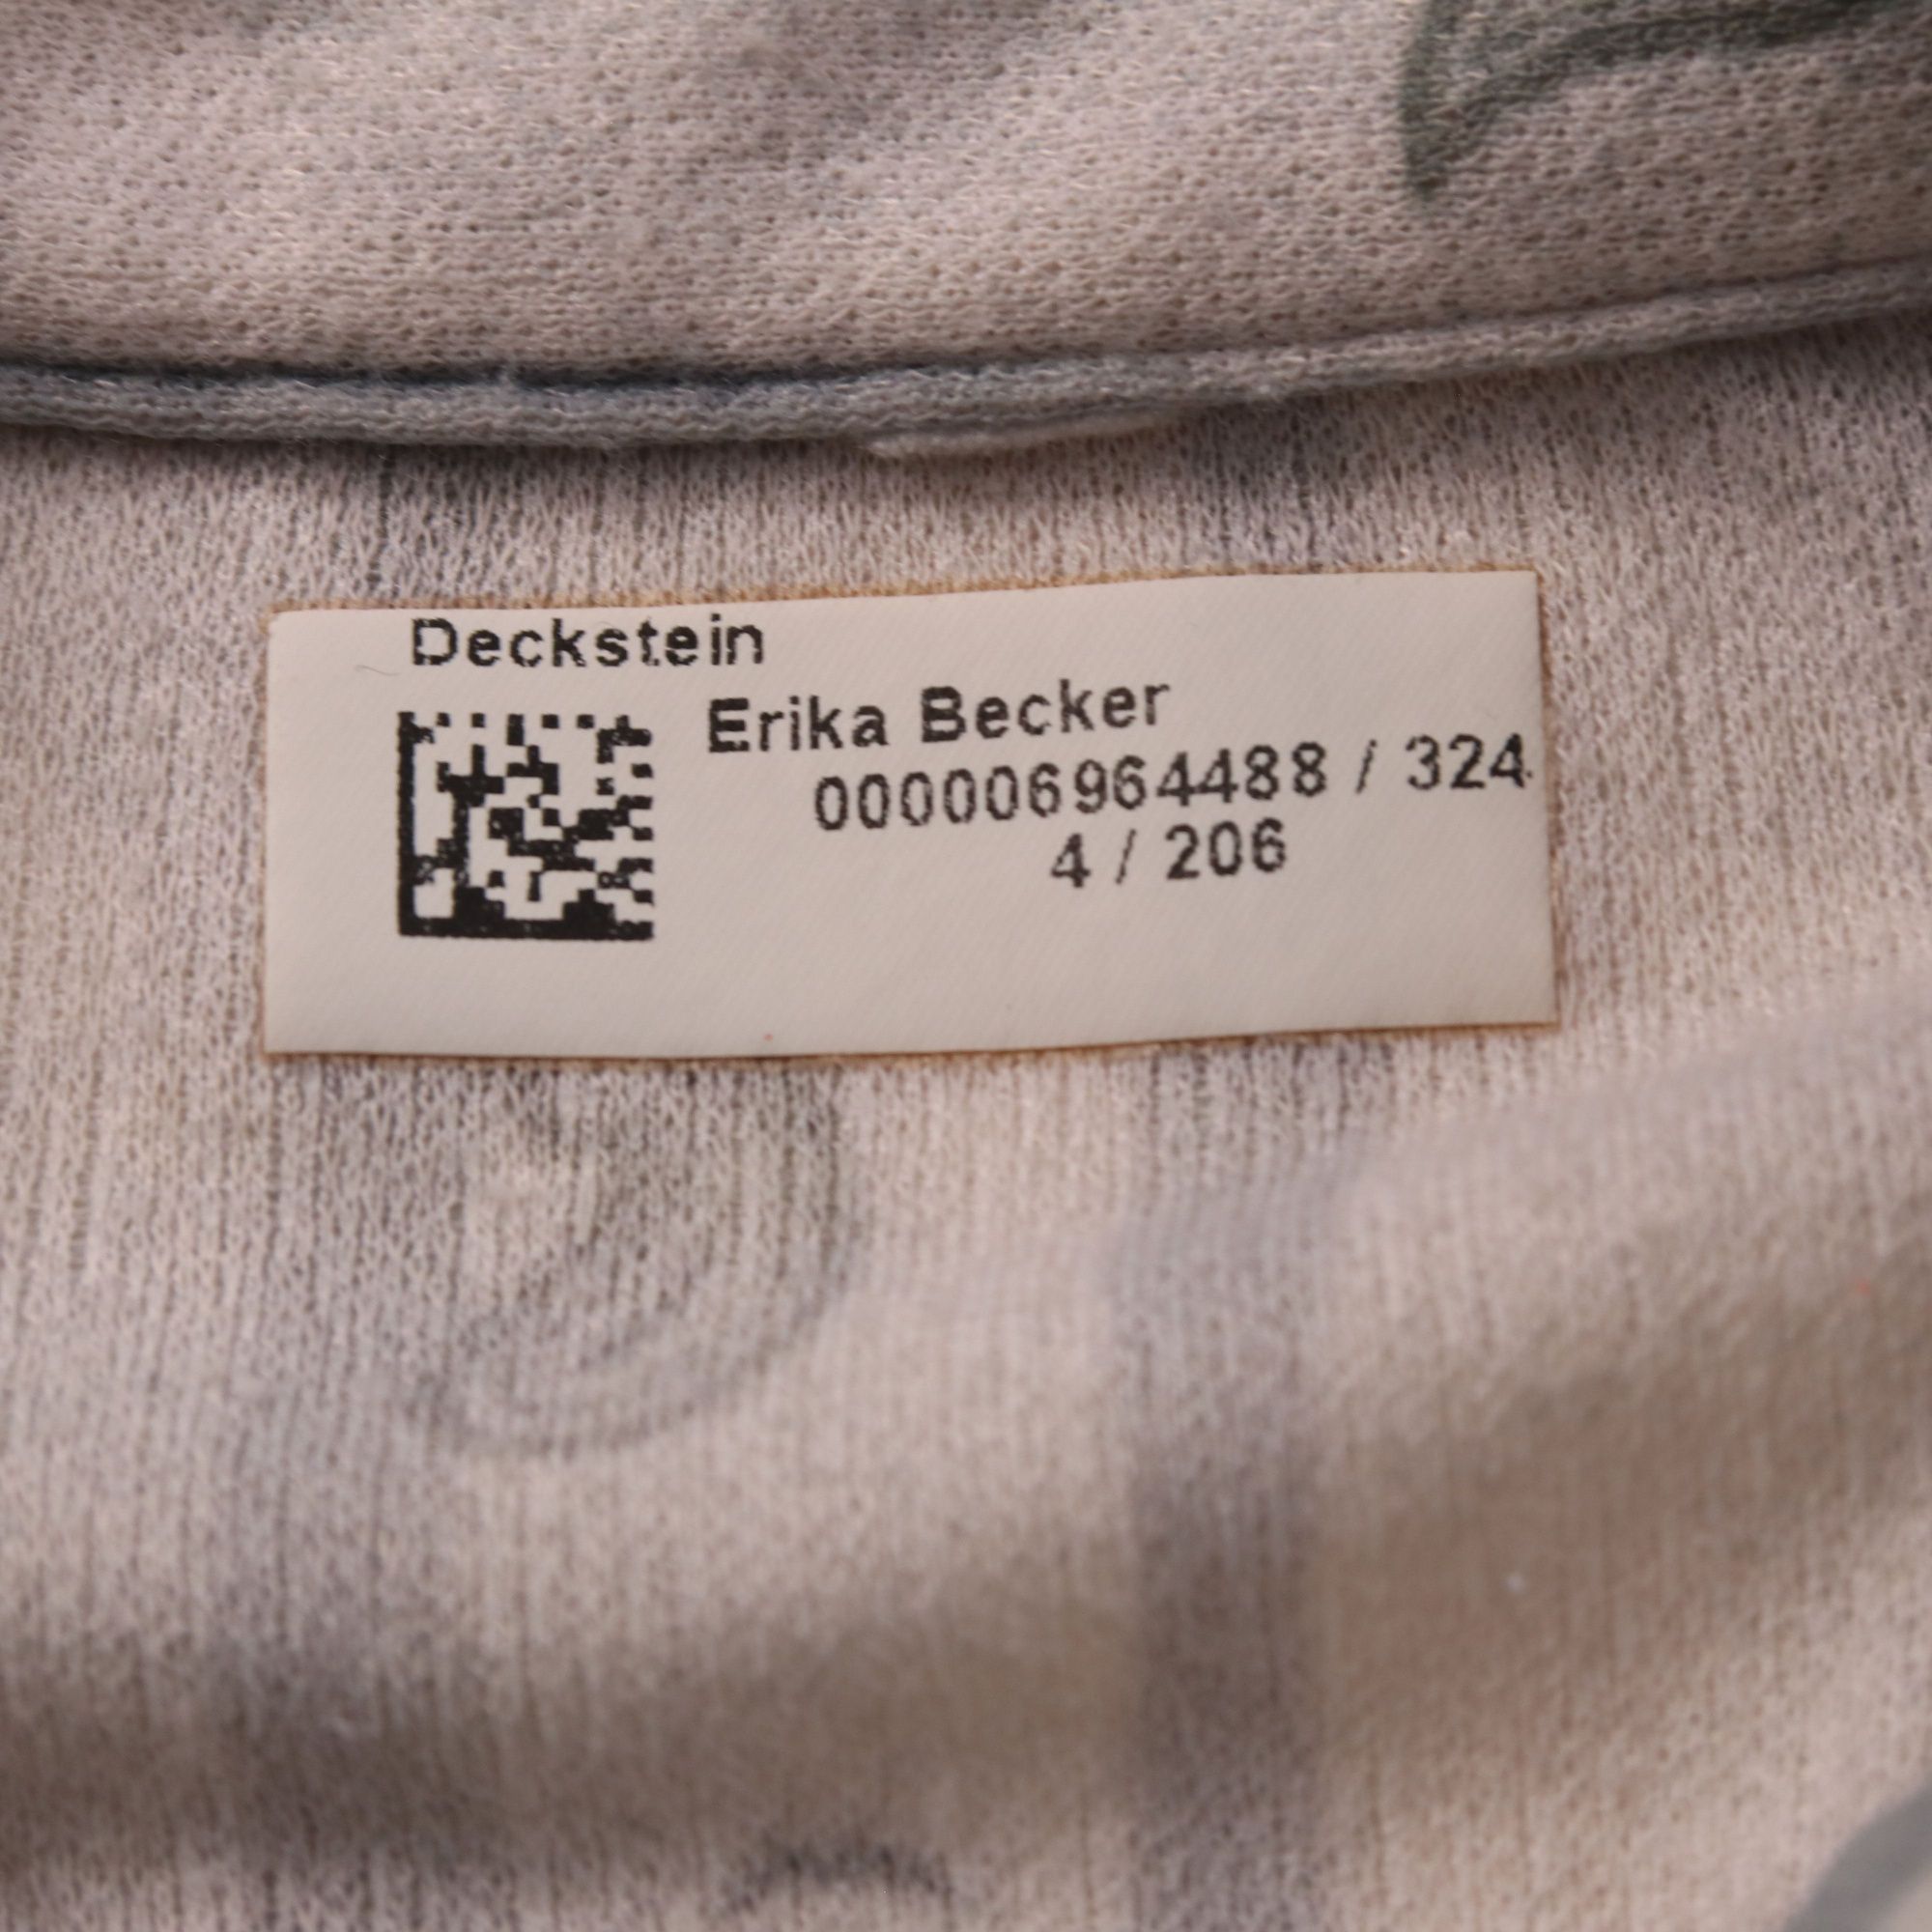 Deckstein
Erika Becker
000006964488 / 324
4 / 206